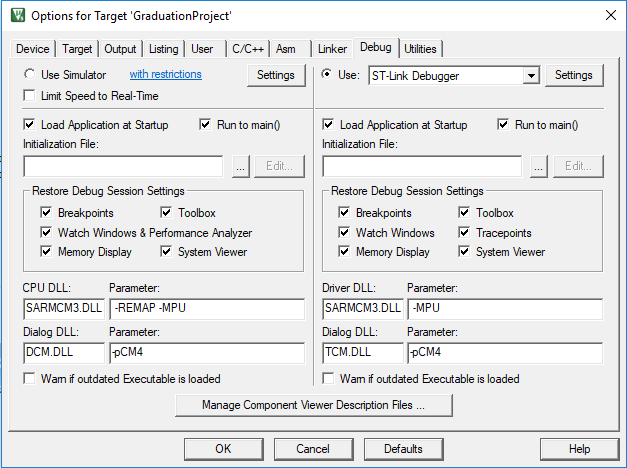 Options for Target 'GraduationProject'
Device Target Output Listing User C/C++ Asm Linker Debug Utilities
Use Simulator with restrictions Settings
Limit Speed to Real-Time
Use: ST-Link Debugger Settings
Load Application at Startup Run to main()
Initialization File:
... Edit...
Restore Debug Session Settings
Breakpoints Toolbox
Watch Windows & Performance Analyzer
Memory Display System Viewer
CPU DLL: Parameter:
SARMCM3.DLL -REMAP -MPU
Dialog DLL: Parameter:
DCM.DLL -pCM4
Warn if outdated Executable is loaded
Load Application at Startup Run to main()
Initialization File:
... Edit...
Restore Debug Session Settings
Breakpoints Toolbox
Watch Windows Tracepoints
Memory Display System Viewer
Driver DLL: Parameter:
SARMCM3.DLL -MPU
Dialog DLL: Parameter:
TCM.DLL -pCM4
Warn if outdated Executable is loaded
Manage Component Viewer Description Files ...
OK Cancel Defaults Help